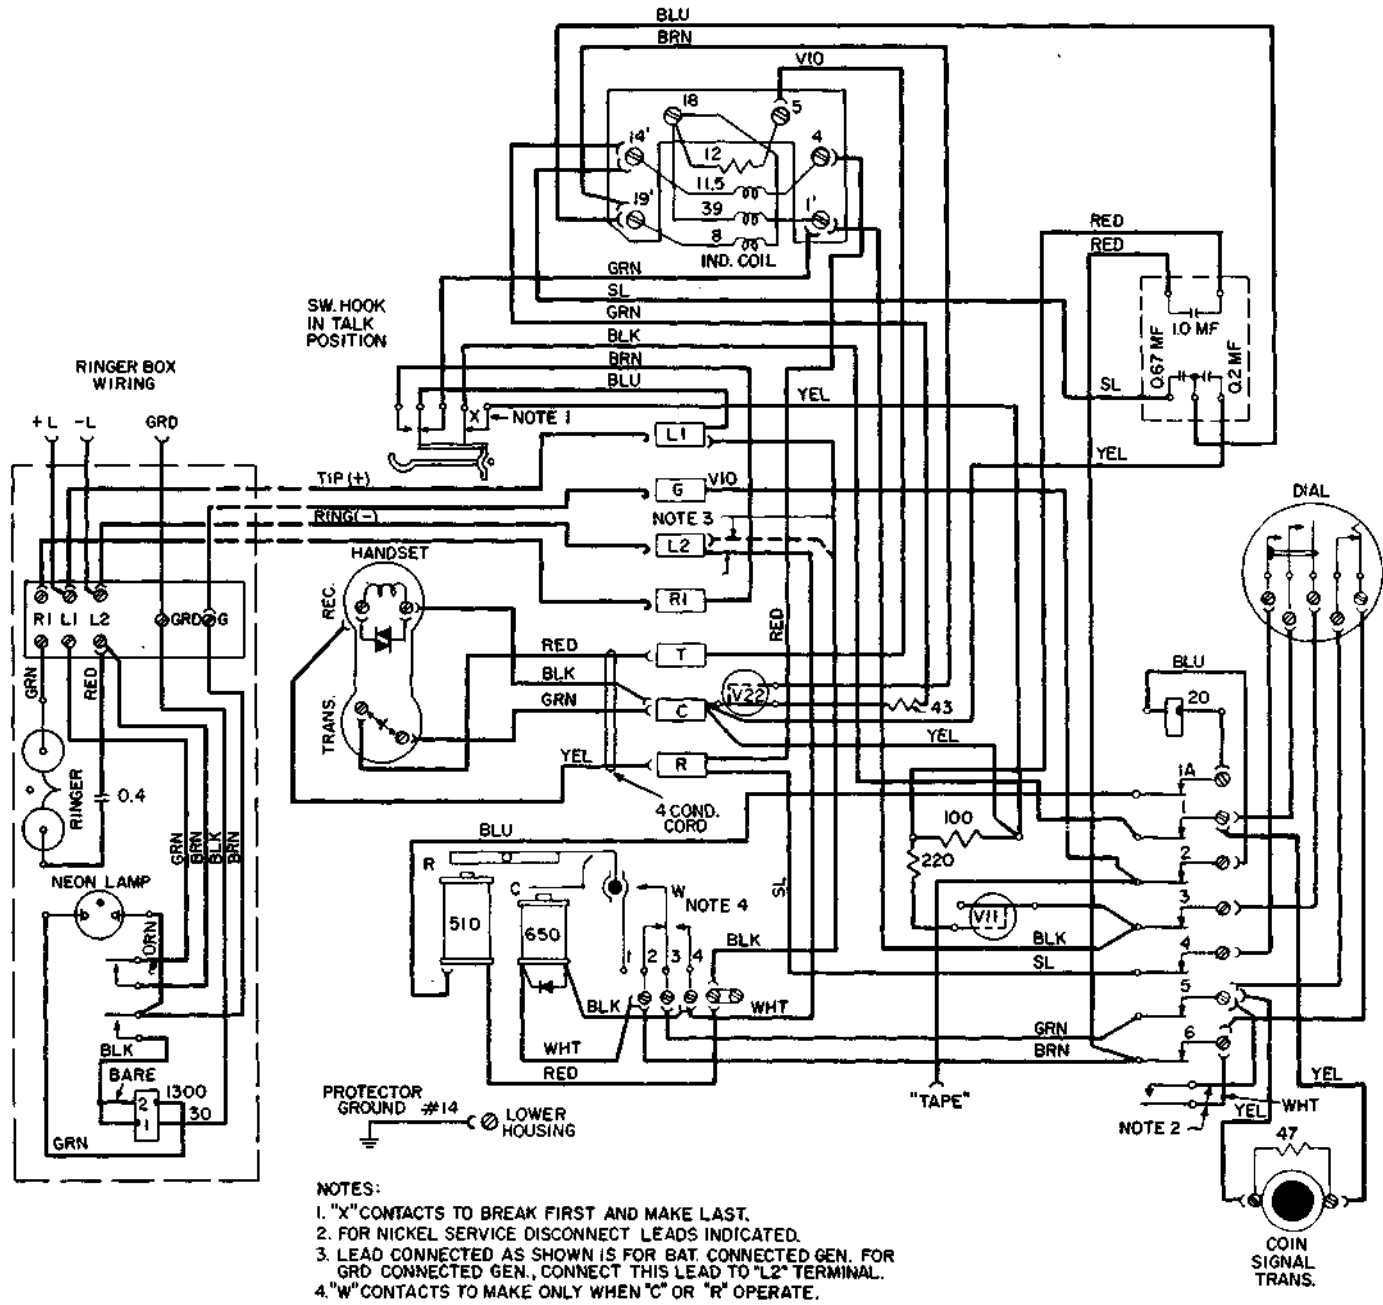 BLU
BRN
VIO
18
5
14'
4
12
11.5
19'
39
1'
8
IND. COIL
GRN
SL
GRN
BLK
BRN
BLU
YEL
SW. HOOK
IN TALK
POSITION
X
NOTE 1
RED
RED
1.0 MF
0.67 MF
0.2 MF
SL
YEL
RINGER BOX
WIRING
+L
-L
GRD
TIP (+)
RING(-)
L1
G
VIO
NOTE 3
L2
R1
T
C
R
HANDSET
REC.
TRANS.
RED
BLK
GRN
YEL
4 COND.
CORD
V22
43
YEL
RED
SL
DIAL
R1
L1
L2
GRD
G
GRN
RED
RINGER
0.4
GRN
BRN
BLK
BRN
NEON LAMP
ORN
BLK
BARE
2
1
1300
30
GRN
BLU
R
C
510
650
W
NOTE 4
1
2
3
4
BLK
BLK
WHT
WHT
RED
100
220
V11
BLK
SL
GRN
BRN
"TAPE"
BLU
20
1A
2
3
4
5
6
YEL
WHT
YEL
NOTE 2
47
COIN
SIGNAL
TRANS.
PROTECTOR
GROUND #14
LOWER
HOUSING
NOTES:
1. "X" CONTACTS TO BREAK FIRST AND MAKE LAST.
2. FOR NICKEL SERVICE DISCONNECT LEADS INDICATED.
3. LEAD CONNECTED AS SHOWN IS FOR BAT. CONNECTED GEN. FOR
GRD CONNECTED GEN., CONNECT THIS LEAD TO "L2" TERMINAL.
4. "W" CONTACTS TO MAKE ONLY WHEN "C" OR "R" OPERATE.